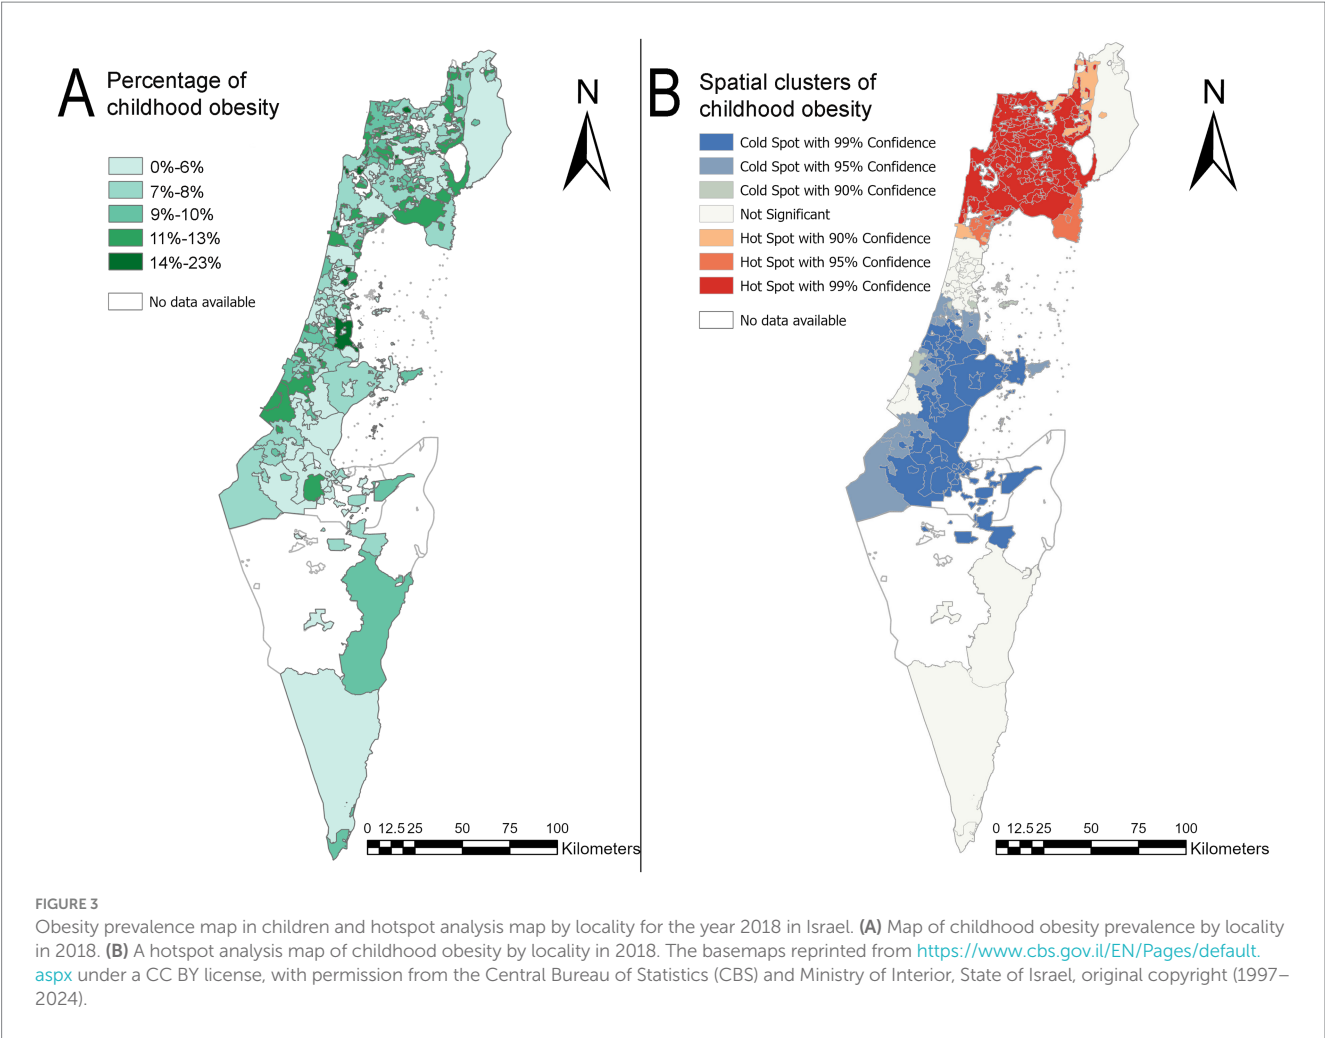 A
Percentage of
childhood obesity
0%-6%
7%-8%
9%-10%
11%-13%
14%-23%
No data available
N
0 12.5 25 50 75 100
Kilometers
B
Spatial clusters of
childhood obesity
Cold Spot with 99% Confidence
Cold Spot with 95% Confidence
Cold Spot with 90% Confidence
Not Significant
Hot Spot with 90% Confidence
Hot Spot with 95% Confidence
Hot Spot with 99% Confidence
No data available
N
0 12.5 25 50 75 100
Kilometers
FIGURE 3
Obesity prevalence map in children and hotspot analysis map by locality for the year 2018 in Israel. (A) Map of childhood obesity prevalence by locality
in 2018. (B) A hotspot analysis map of childhood obesity by locality in 2018. The basemaps reprinted from https://www.cbs.gov.il/EN/Pages/default.
aspx under a CC BY license, with permission from the Central Bureau of Statistics (CBS) and Ministry of Interior, State of Israel, original copyright (1997–
2024).